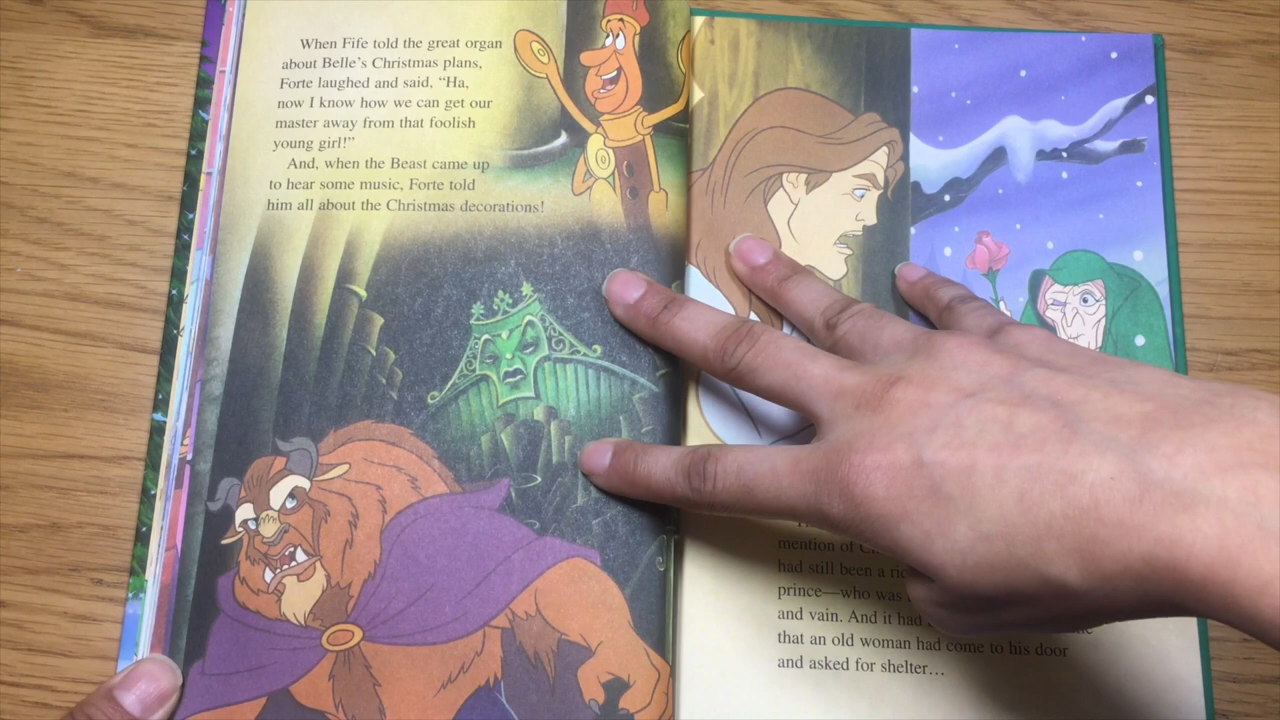 When Fife told the great organ
about Belle's Christmas plans,
Forte laughed and said, “Ha,
now I know how we can get our
master away from that foolish
young girl!”
And, when the Beast came up
to hear some music, Forte told
him all about the Christmas decorations!
mention of
had still been a
prince—who was
and vain. And it had
that an old woman had come to his door
and asked for shelter…